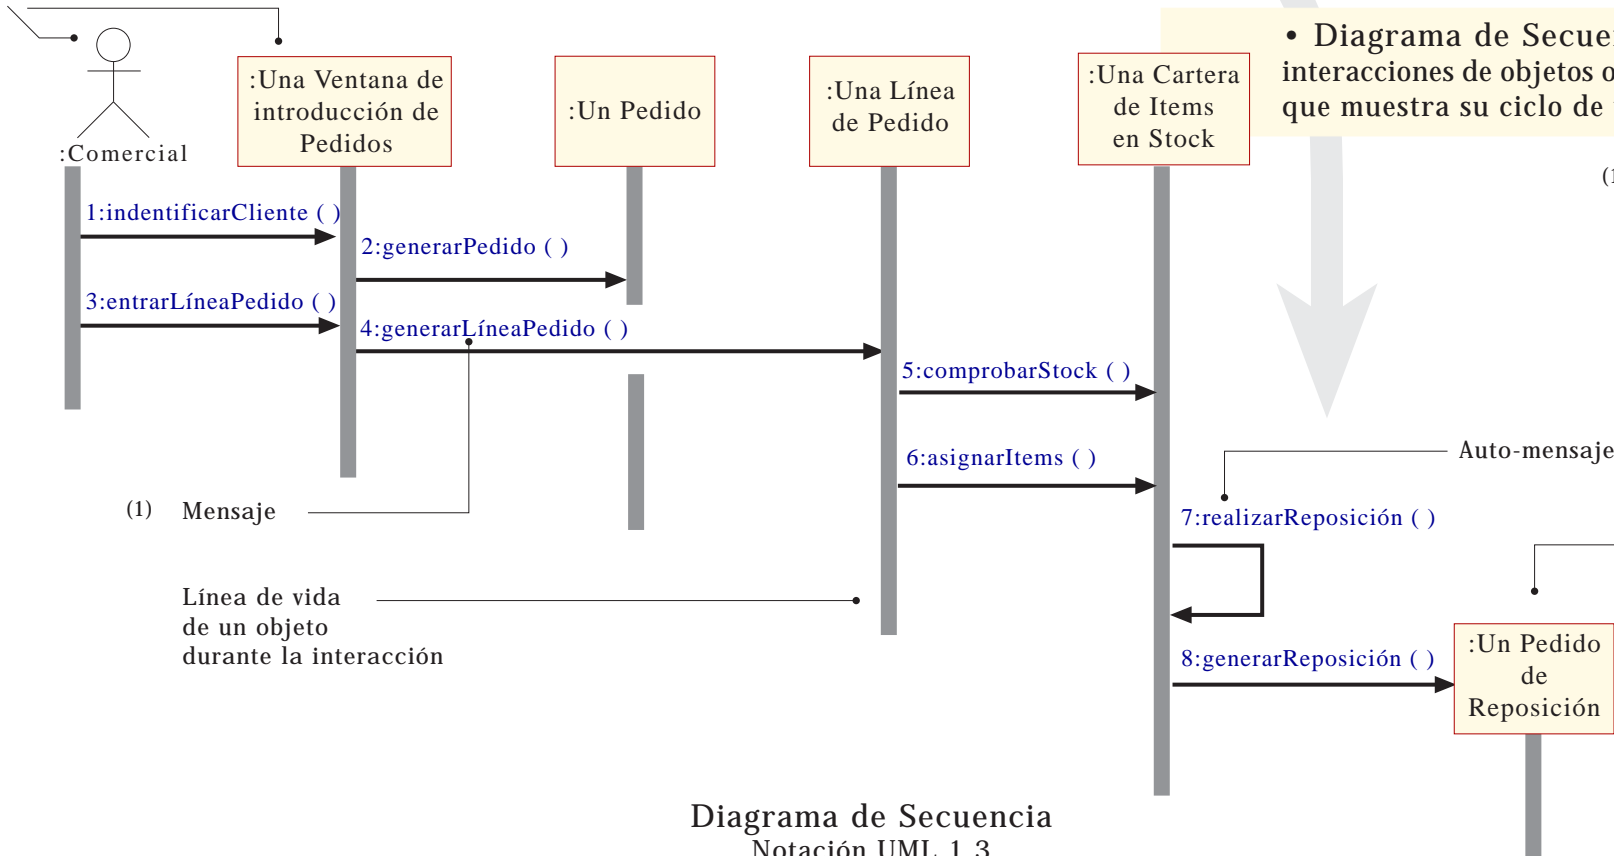 • Diagrama de Secue
interacciones de objetos o
que muestra su ciclo de
:Comercial
:Una Ventana de
introducción de
Pedidos
:Un Pedido
:Una Línea
de Pedido
:Una Cartera
de Items
en Stock
1:indentificarCliente ( )
2:generarPedido ( )
3:entrarLíneaPedido ( )
4:generarLíneaPedido ( )
5:comprobarStock ( )
6:asignarItems ( )
Auto-mensaje
(1) Mensaje
7:realizarReposición ( )
Línea de vida
de un objeto
durante la interacción
8:generarReposición ( )
:Un Pedido
de
Reposición
Diagrama de Secuencia
Notación UML 1.3